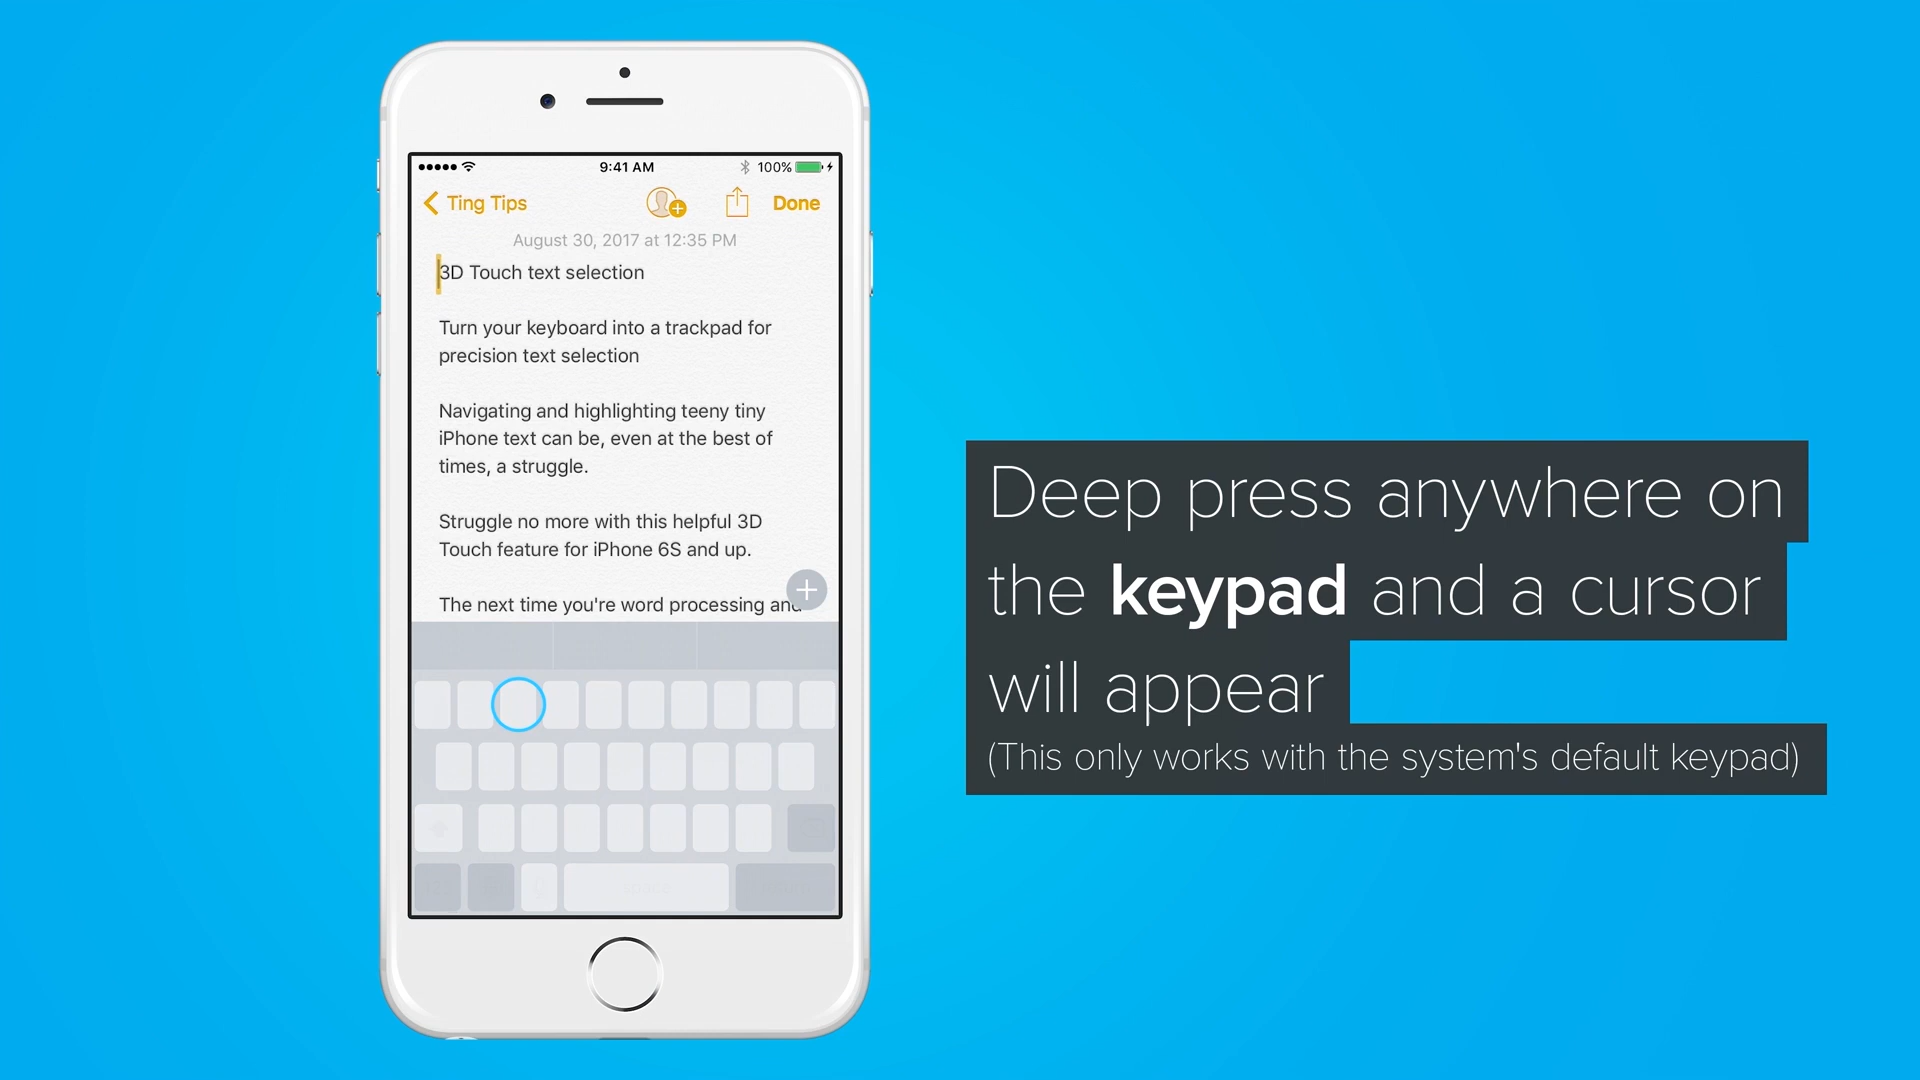 9:41 AM
100%
Ting Tips
Done
August 30, 2017 at 12:35 PM
3D Touch text selection
Turn your keyboard into a trackpad for
precision text selection
Navigating and highlighting teeny tiny
iPhone text can be, even at the best of
times, a struggle.
Struggle no more with this helpful 3D
Touch feature for iPhone 6S and up.
The next time you're word processing and
Deep press anywhere on
the keypad and a cursor
will appear
(This only works with the system's default keypad)